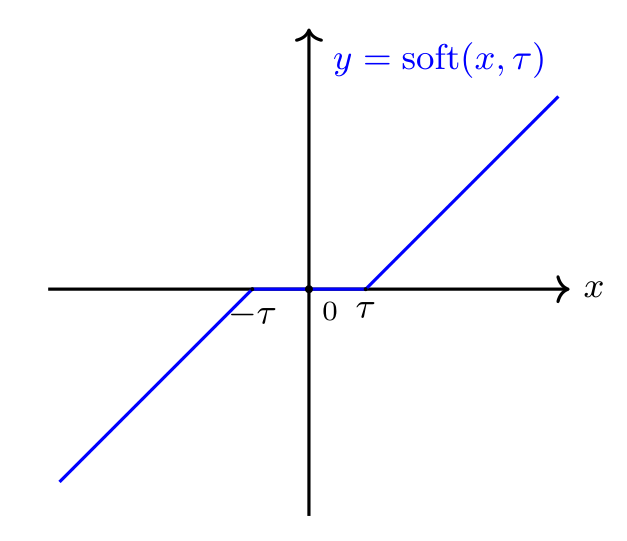 y = soft(x, τ)
x
−τ
0
τ